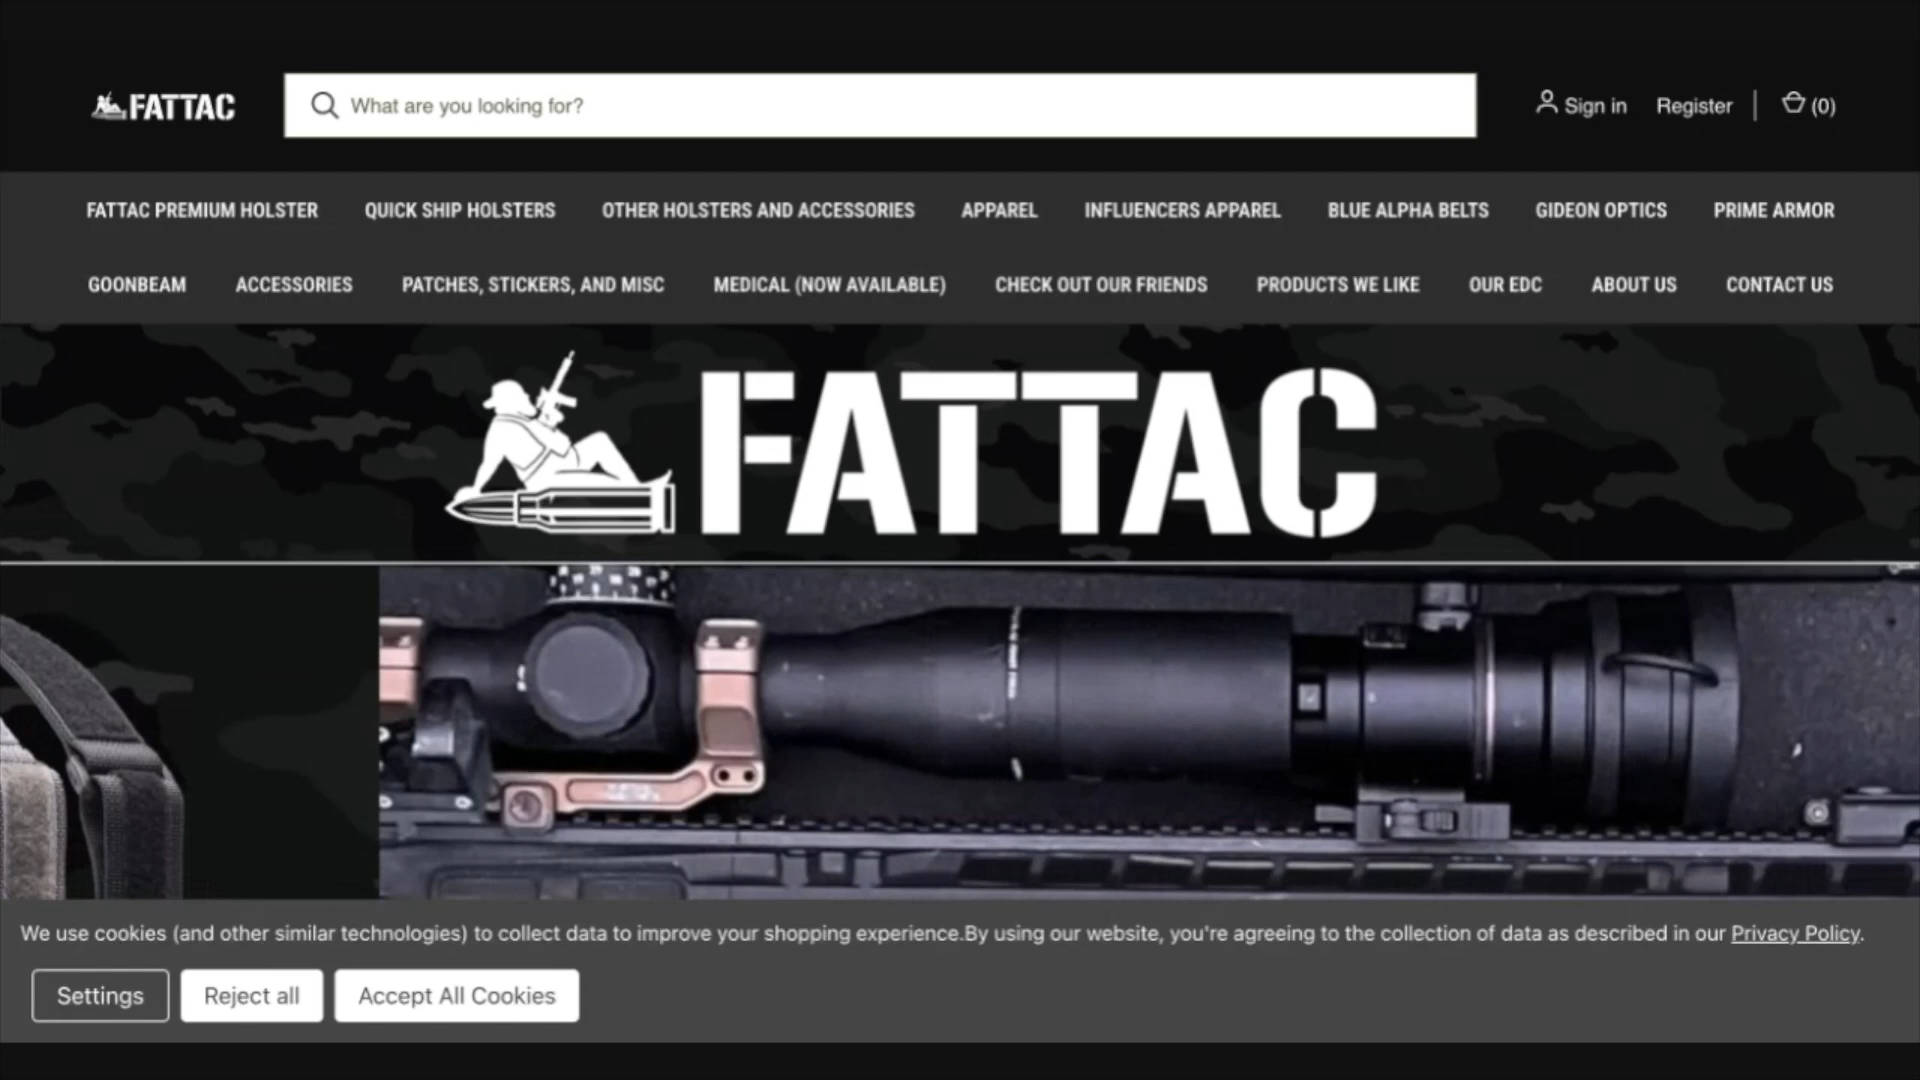 FATTAC
What are you looking for?
Sign in Register (0)
FATTAC PREMIUM HOLSTER QUICK SHIP HOLSTERS OTHER HOLSTERS AND ACCESSORIES APPAREL INFLUENCERS APPAREL BLUE ALPHA BELTS GIDEON OPTICS PRIME ARMOR
GOONBEAM ACCESSORIES PATCHES, STICKERS, AND MISC MEDICAL (NOW AVAILABLE) CHECK OUT OUR FRIENDS PRODUCTS WE LIKE OUR EDC ABOUT US CONTACT US
FATTAC
We use cookies (and other similar technologies) to collect data to improve your shopping experience.By using our website, you're agreeing to the collection of data as described in our Privacy Policy.
Settings Reject all Accept All Cookies